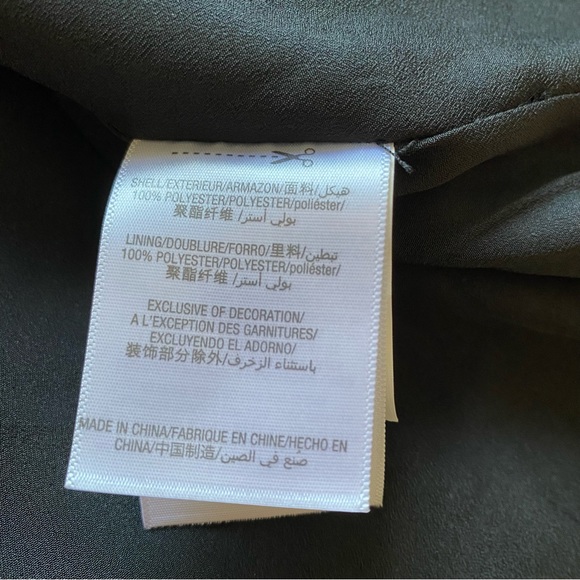 SHELL/EXTERIEUR/ARMAZON/面料/هيكل/
100% POLYESTER/POLYESTER/poliéster/
聚酯纤维/بولي أستر/
LINING/DOUBLURE/FORRO/里料/تبطين/
100% POLYESTER/POLYESTER/poliéster/
聚酯纤维/بولي أستر/
EXCLUSIVE OF DECORATION/
A L'EXCEPTION DES GARNITURES/
EXCLUYENDO EL ADORNO/
装饰部分除外/باستثناء الزخرف/
MADE IN CHINA/FABRIQUE EN CHINE/HECHO EN
CHINA/中国制造/صنع في الصين